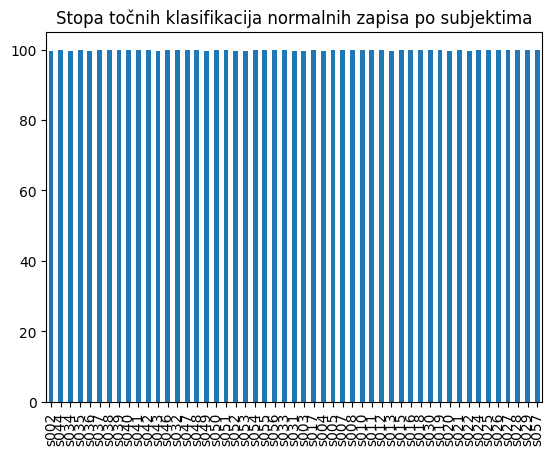 Stopa točnih klasifikacija normalnih zapisa po subjektima
100
80
60
40
20
0
s002
s044
s034
s035
s036
s037
s038
s039
s040
s041
s042
s043
s046
s032
s047
s048
s049
s050
s051
s052
s053
s054
s055
s056
s033
s031
s003
s017
s004
s005
s007
s008
s010
s011
s012
s013
s015
s016
s018
s030
s019
s020
s021
s022
s024
s025
s026
s027
s028
s029
s057